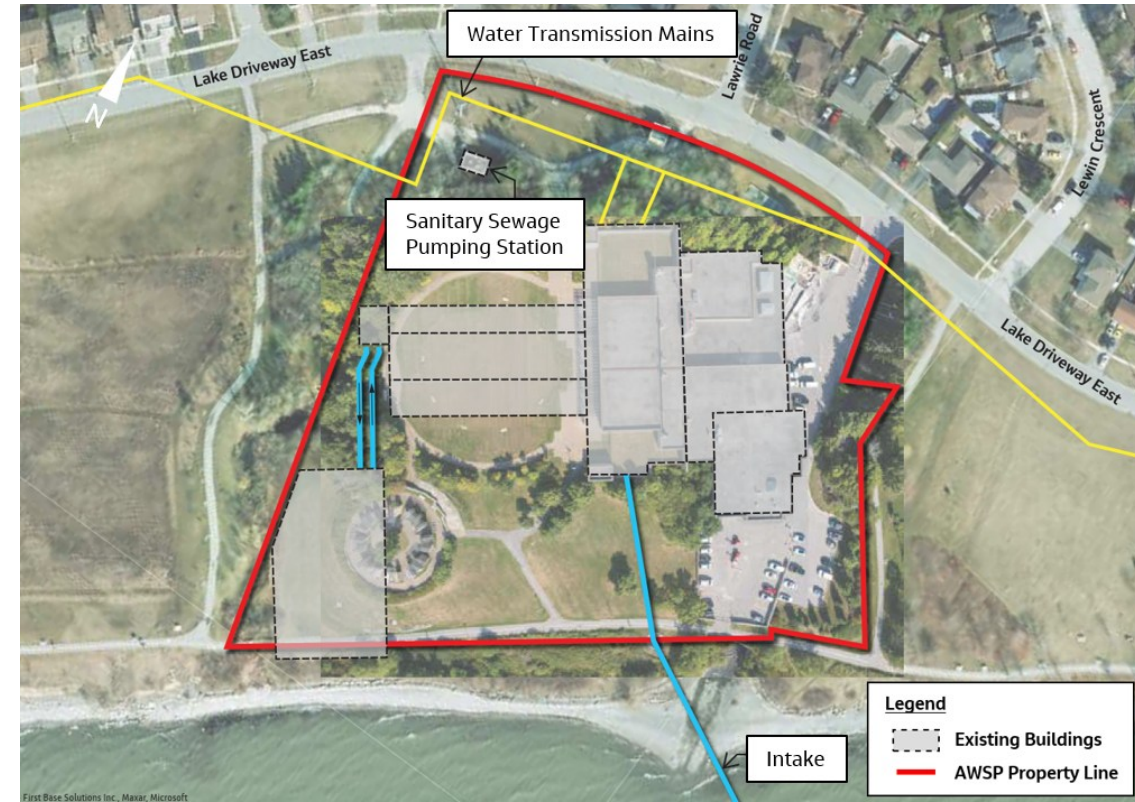 Water Transmission Mains
Lake Driveway East
Lawrie Road
N
Lewin Crescent
Sanitary Sewage
Pumping Station
Lake Driveway East
Legend
Existing Buildings
AWSP Property Line
Intake
First Base Solutions Inc., Maxar, Microsoft